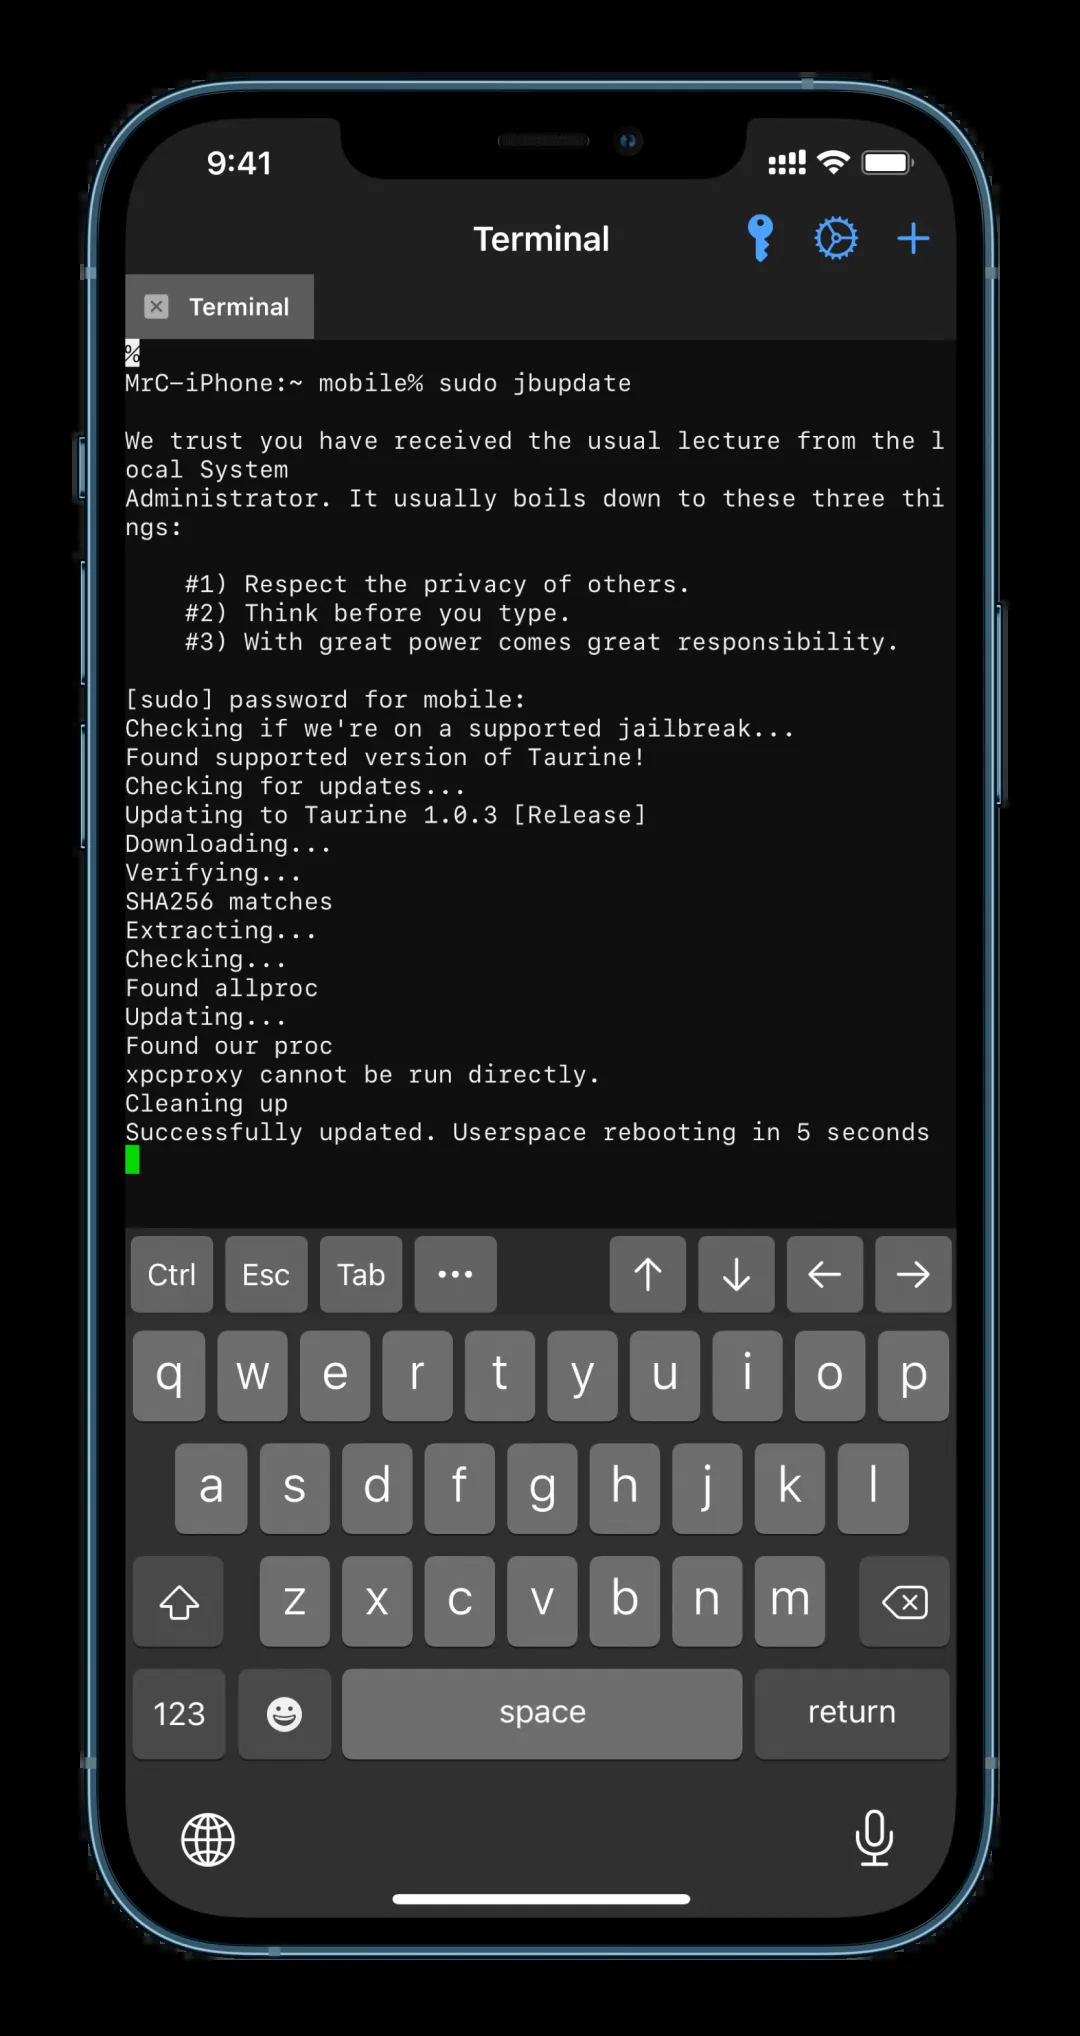 9:41
Terminal
Terminal
%
MrC-iPhone:~ mobile% sudo jbupdate
We trust you have received the usual lecture from the l
ocal System
Administrator. It usually boils down to these three thi
ngs:
#1) Respect the privacy of others.
#2) Think before you type.
#3) With great power comes great responsibility.
[sudo] password for mobile:
Checking if we're on a supported jailbreak...
Found supported version of Taurine!
Checking for updates...
Updating to Taurine 1.0.3 [Release]
Downloading...
Verifying...
SHA256 matches
Extracting...
Checking...
Found allproc
Updating...
Found our proc
xpcproxy cannot be run directly.
Cleaning up
Successfully updated. Userspace rebooting in 5 seconds
Ctrl Esc Tab ••• ↑ ↓ ← →
q w e r t y u i o p
a s d f g h j k l
z x c v b n m
123 space return